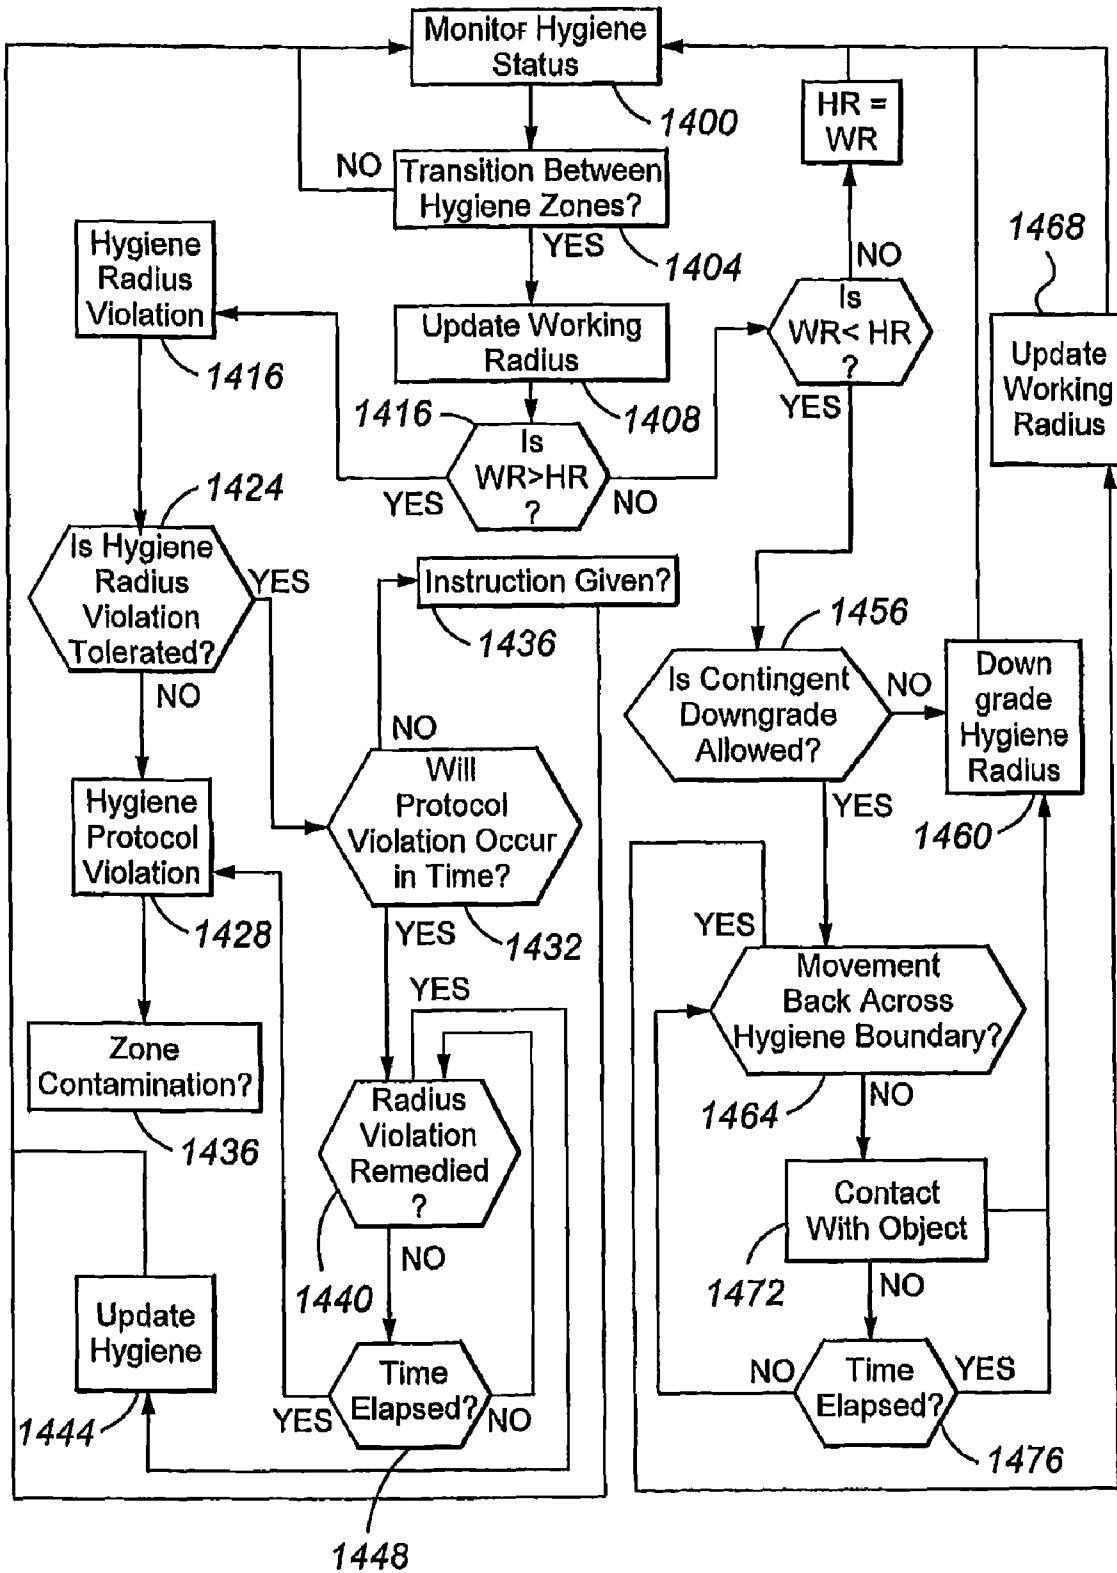 Monitor Hygiene
Status
1400
HR =
WR
NO
Transition Between
Hygiene Zones?
YES
1404
1468
Hygiene
Radius
Violation
1416
NO
Is
WR< HR
?
YES
Update Working
Radius
1408
Update
Working
Radius
1416
Is
WR>HR
?
YES
NO
1424
Is Hygiene
Radius
Violation
Tolerated?
YES
NO
Instruction Given?
1436
1456
Is Contingent
Downgrade
Allowed?
NO
YES
Down
grade
Hygiene
Radius
1460
NO
Will
Protocol
Violation Occur
in Time?
YES
1432
Hygiene
Protocol
Violation
1428
YES
Movement
Back Across
Hygiene Boundary?
1464
NO
Zone
Contamination?
1436
YES
Radius
Violation
Remedied
?
1440
NO
Contact
With Object
1472
NO
Update
Hygiene
1444
Time
Elapsed?
YES
NO
1448
NO
Time
Elapsed?
YES
1476